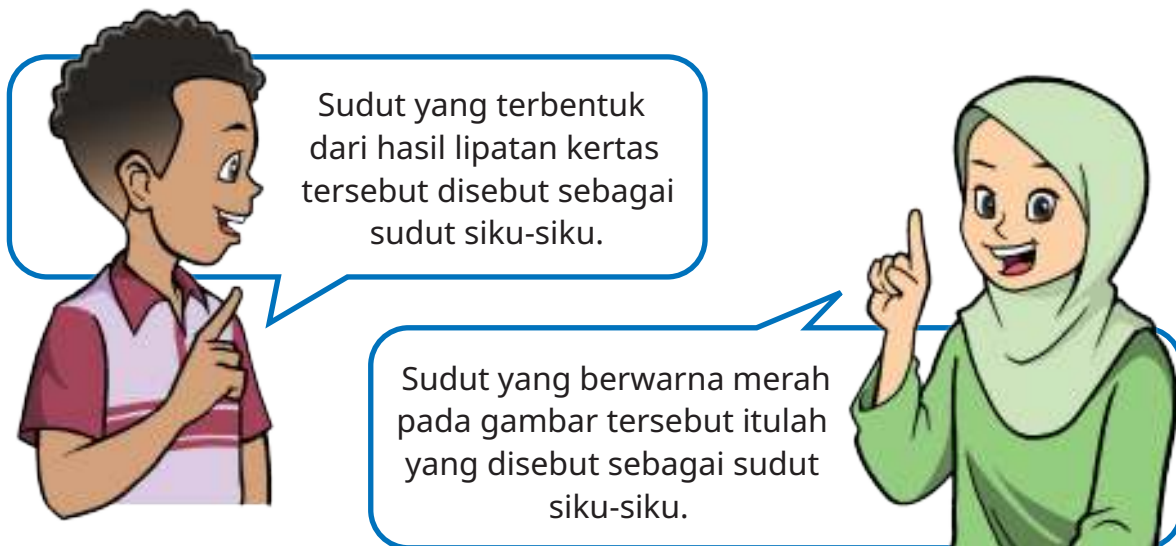 Sudut yang terbentuk
dari hasil lipatan kertas
tersebut disebut sebagai
sudut siku-siku.
Sudut yang berwarna merah
pada gambar tersebut itulah
yang disebut sebagai sudut
siku-siku.